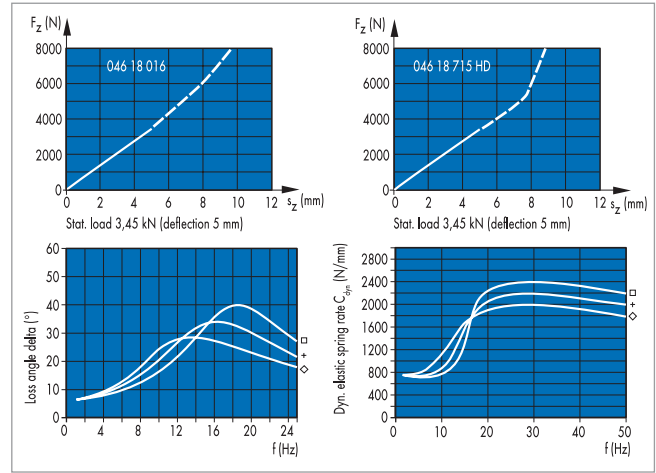 F_z (N)
8000
6000
4000
2000
0
046 18 016
0 2 4 6 8 10 12
s_z (mm)
Stat. load 3,45 kN (deflection 5 mm)
F_z (N)
8000
6000
4000
2000
0
046 18 715 HD
0 2 4 6 8 10 12
s_z (mm)
Stat. load 3,45 kN (deflection 5 mm)
Loss angle delta (°)
60
50
40
30
20
10
0
0 4 8 12 16 20 24
f (Hz)
□
+
◇
Dyn. elastic spring rate C_dyn (N/mm)
2800
2400
2000
1600
1200
800
400
0
0 10 20 30 40 50
f (Hz)
□
+
◇